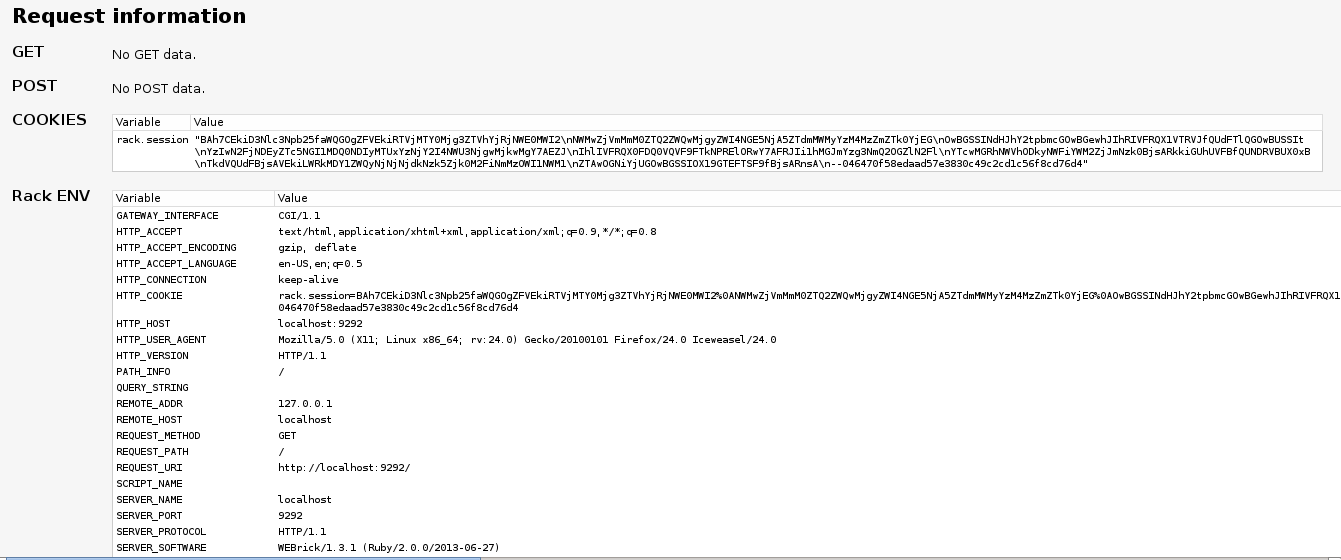 Request information
GET
No GET data.
POST
No POST data.
COOKIES
Variable Value
rack.session "BAh7CEkiD3Nlc3Npb25faWQGOgZFVEkiRTVjMTY0Mjg3ZTVhYjRjNWE0MWI2\nNWMwZjVmMmM0ZTQ2ZWQwMjgyZWI4NGE5NjA5ZTdmMWMyYzM4MzZmZTk0YjEG\nOwBGSSINdHJhY2tpbmcGOwBGewhJIhRIVFRQX1VTRVJfQUdFTlQGOwBUSSIt
\nYzIwN2FjNDEyZTc5NGI1MDQ0NDIyMTUxYzNjY2I4NWU3NjgwMjkwMgY7AEZJ\nIhlIVFRQX0FDQ0VQVF9FTkNPRElORwY7AFRJIi1hMGJmYzg3NmQ2OGZlN2Fl\nYTcwMGRhNWVhODkyNWFiYWM2ZjJmNzk0BjsARkkiGUhUVFBfQUNDRVBUX0xB
\nTkdVQUdFBjsAVEkiLWRkMDY1ZWQyNjNjNjdkNzk5Zjk0M2FiNmMzOWI1NWM1\nZTAwOGNiYjUGOwBGSSIOX19GTEFTSF9fBjsARnsA\n--046470f58edaad57e3830c49c2cd1c56f8cd76d4"
Rack ENV
Variable Value
GATEWAY_INTERFACE CGI/1.1
HTTP_ACCEPT text/html,application/xhtml+xml,application/xml;q=0.9,*/*;q=0.8
HTTP_ACCEPT_ENCODING gzip, deflate
HTTP_ACCEPT_LANGUAGE en-US,en;q=0.5
HTTP_CONNECTION keep-alive
HTTP_COOKIE rack.session=BAh7CEkiD3Nlc3Npb25faWQGOgZFVEkiRTVjMTY0Mjg3ZTVhYjRjNWE0MWI2%0ANWMwZjVmMmM0ZTQ2ZWQwMjgyZWI4NGE5NjA5ZTdmMWMyYzM4MzZmZTk0YjEG%0AOwBGSSINdHJhY2tpbmcGOwBGewhJIhRIVFRQX1
046470f58edaad57e3830c49c2cd1c56f8cd76d4
HTTP_HOST localhost:9292
HTTP_USER_AGENT Mozilla/5.0 (X11; Linux x86_64; rv:24.0) Gecko/20100101 Firefox/24.0 Iceweasel/24.0
HTTP_VERSION HTTP/1.1
PATH_INFO /
QUERY_STRING
REMOTE_ADDR 127.0.0.1
REMOTE_HOST localhost
REQUEST_METHOD GET
REQUEST_PATH /
REQUEST_URI http://localhost:9292/
SCRIPT_NAME
SERVER_NAME localhost
SERVER_PORT 9292
SERVER_PROTOCOL HTTP/1.1
SERVER_SOFTWARE WEBrick/1.3.1 (Ruby/2.0.0/2013-06-27)